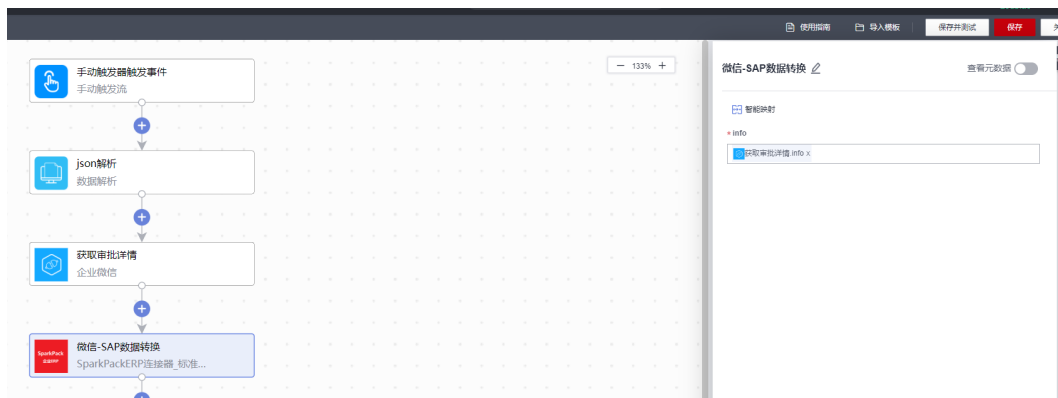 使用指南
导入模板
保存并测试
保存
手动触发器触发事件
手动触发流
json解析
数据解析
获取审批详情
企业微信
SparkPack
微信-SAP数据转换
SparkPackERP连接器_标准...
133%
微信-SAP数据转换
查看元数据
智能映射
* info
获取审批详情.info x